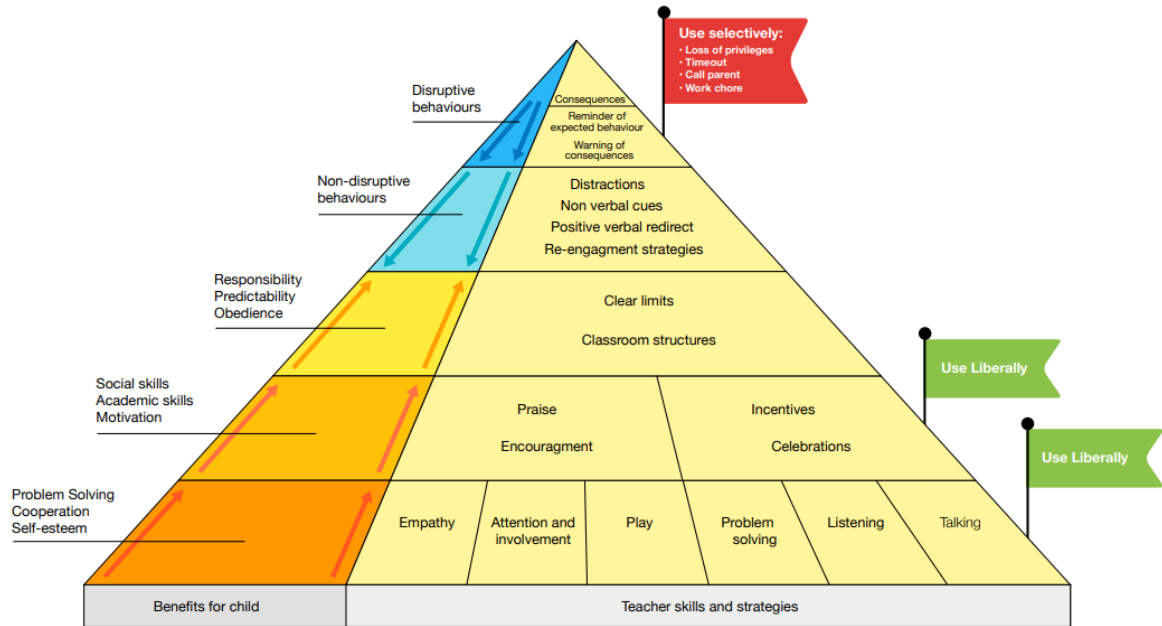 Use selectively:
• Loss of privileges
• Timeout
• Call parent
• Work chore
Disruptive
behaviours
Consequences
Reminder of
expected behaviour
Warning of
consequences
Non-disruptive
behaviours
Distractions
Non verbal cues
Positive verbal redirect
Re-engagment strategies
Responsibility
Predictability
Obedience
Clear limits
Classroom structures
Use Liberally
Social skills
Academic skills
Motivation
Praise
Encouragment
Incentives
Celebrations
Use Liberally
Problem Solving
Cooperation
Self-esteem
Empathy
Attention and
involvement
Play
Problem
solving
Listening
Talking
Benefits for child
Teacher skills and strategies